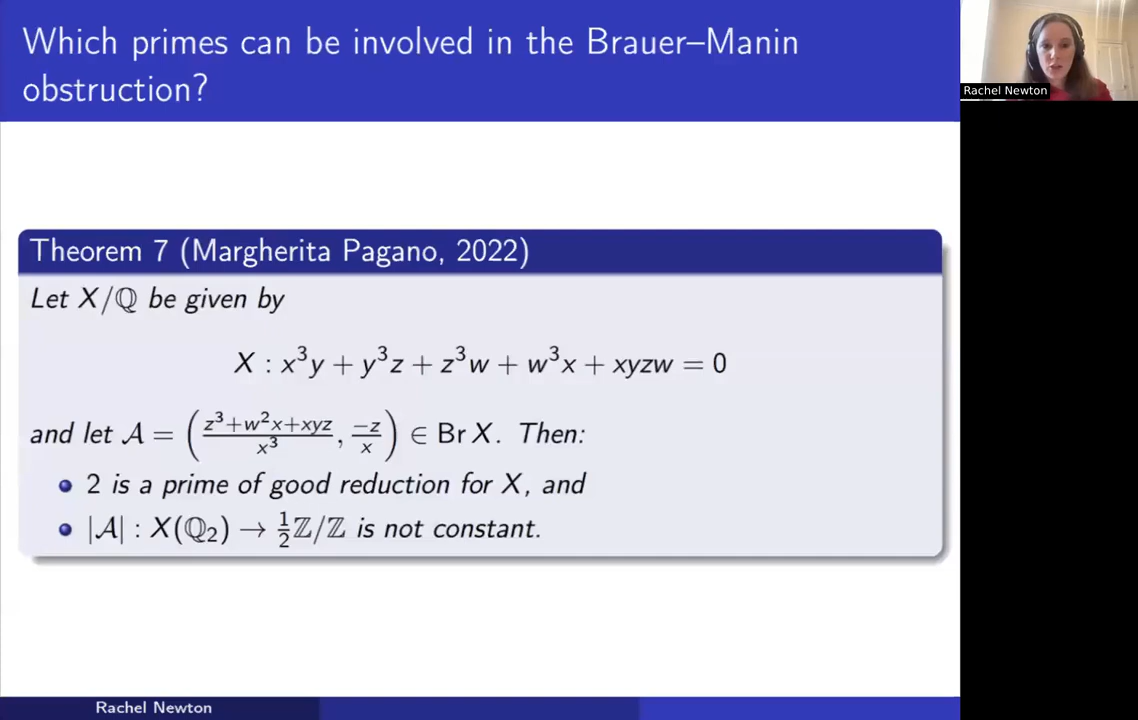 Which primes can be involved in the Brauer–Manin
obstruction?
Rachel Newton
Theorem 7 (Margherita Pagano, 2022)
Let X/ℚ be given by
X : x³y + y³z + z³w + w³x + xyzw = 0
and let 𝒜 = ( (z³+w²x+xyz)/x³ , −z/x ) ∈ Br X. Then:
• 2 is a prime of good reduction for X, and
• |𝒜| : X(ℚ₂) → ½ℤ/ℤ is not constant.
Rachel Newton